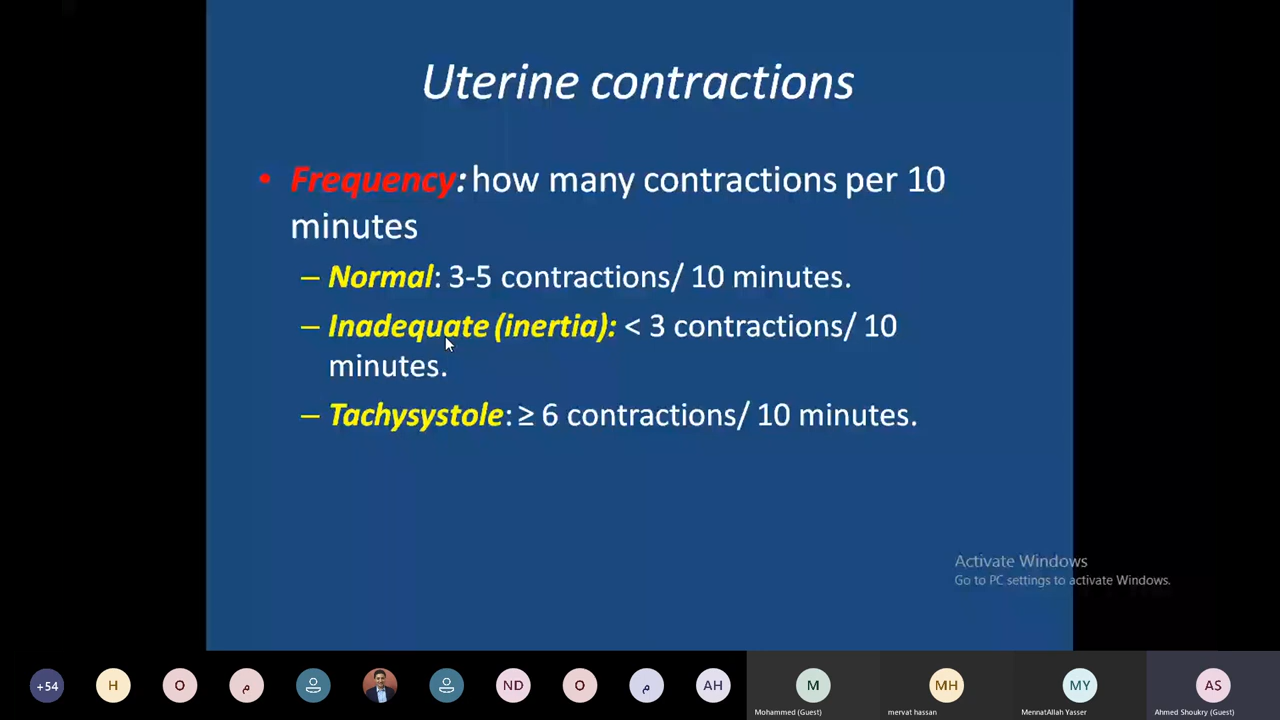 Uterine contractions
• Frequency: how many contractions per 10
minutes
– Normal: 3-5 contractions/ 10 minutes.
– Inadequate (inertia): < 3 contractions/ 10
minutes.
– Tachysystole: ≥ 6 contractions/ 10 minutes.
Activate Windows
Go to PC settings to activate Windows.
+54 H O م ND O م AH M MH MY AS
Mohammed (Guest) mervat hassan MennatAllah Yasser Ahmed Shoukry (Guest)